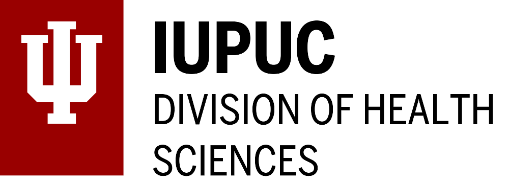 IUPUC
DIVISION OF HEALTH
SCIENCES